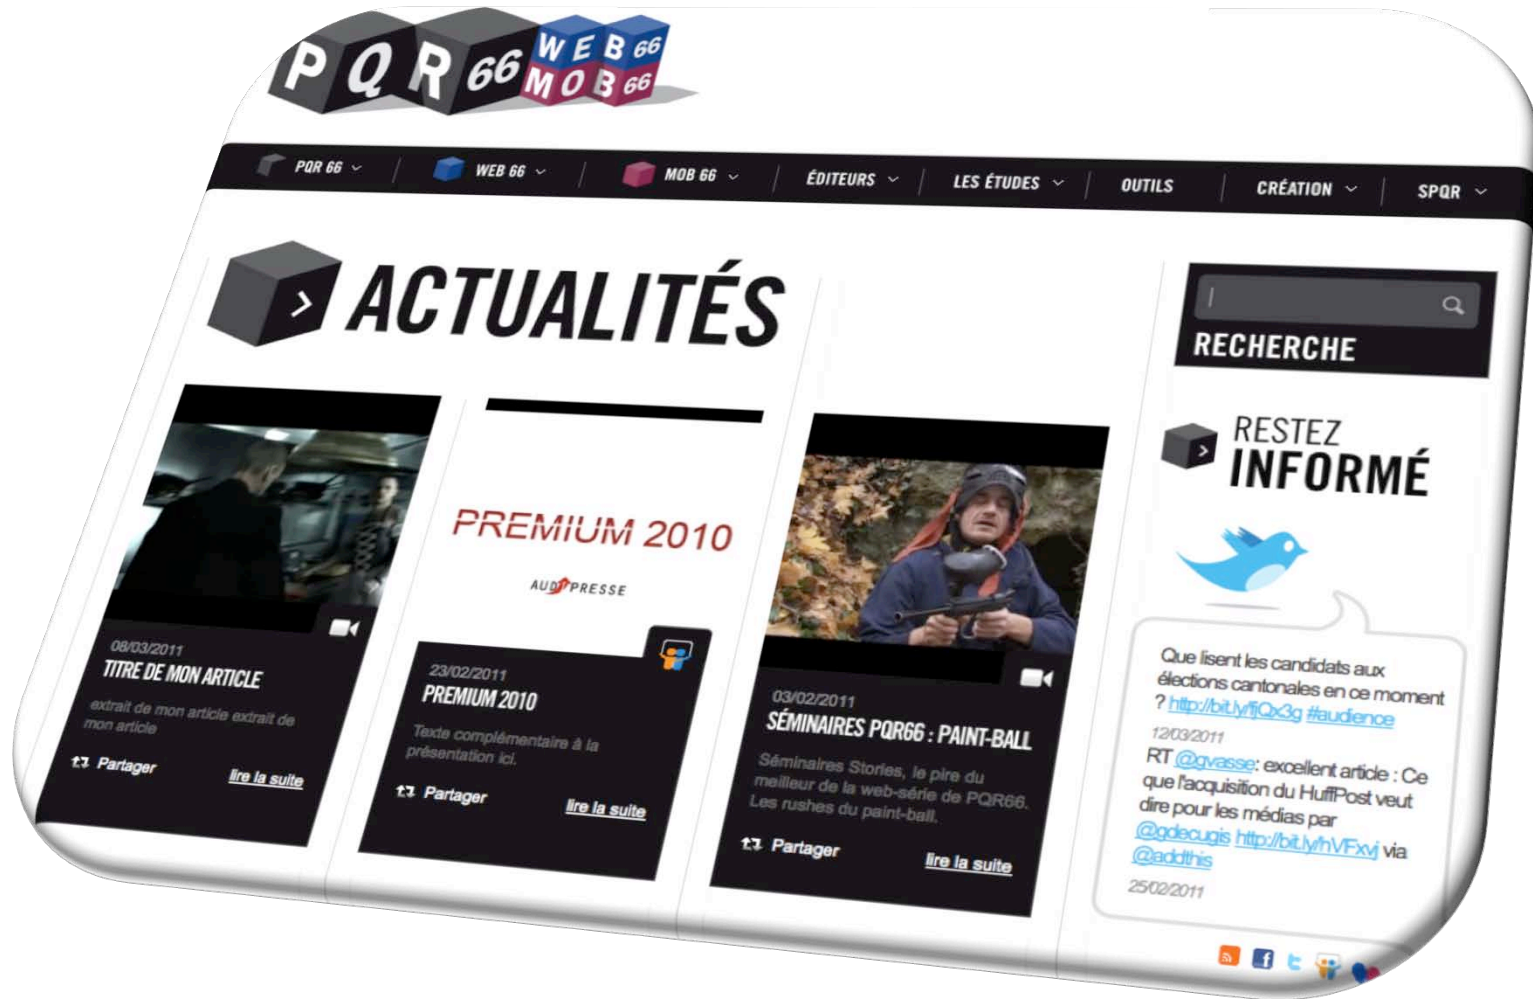 PQR 66 WEB 66
MOB 66
PQR 66
WEB 66
MOB 66
ÉDITEURS
LES ÉTUDES
OUTILS
CRÉATION
SPQR
ACTUALITÉS
RECHERCHE
RESTEZ
INFORMÉ
08/03/2011
TITRE DE MON ARTICLE
extrait de mon article extrait de
mon article
Partager
lire la suite
PREMIUM 2010
AUDIPRESSE
23/02/2011
PREMIUM 2010
Texte complémentaire à la
présentation ici.
Partager
lire la suite
03/02/2011
SÉMINAIRES PQR66 : PAINT-BALL
Séminaires Stories, le pire du
meilleur de la web-série de PQR66.
Les rushes du paint-ball.
Partager
lire la suite
Que lisent les candidats aux
élections cantonales en ce moment
? http://bit.ly/fjQx3g #audience
12/03/2011
RT @gvasse: excellent article : Ce
que l'acquisition du HuffPost veut
dire pour les médias par
@gdecugis http://bit.ly/hVFxvj via
@addthis
25/02/2011